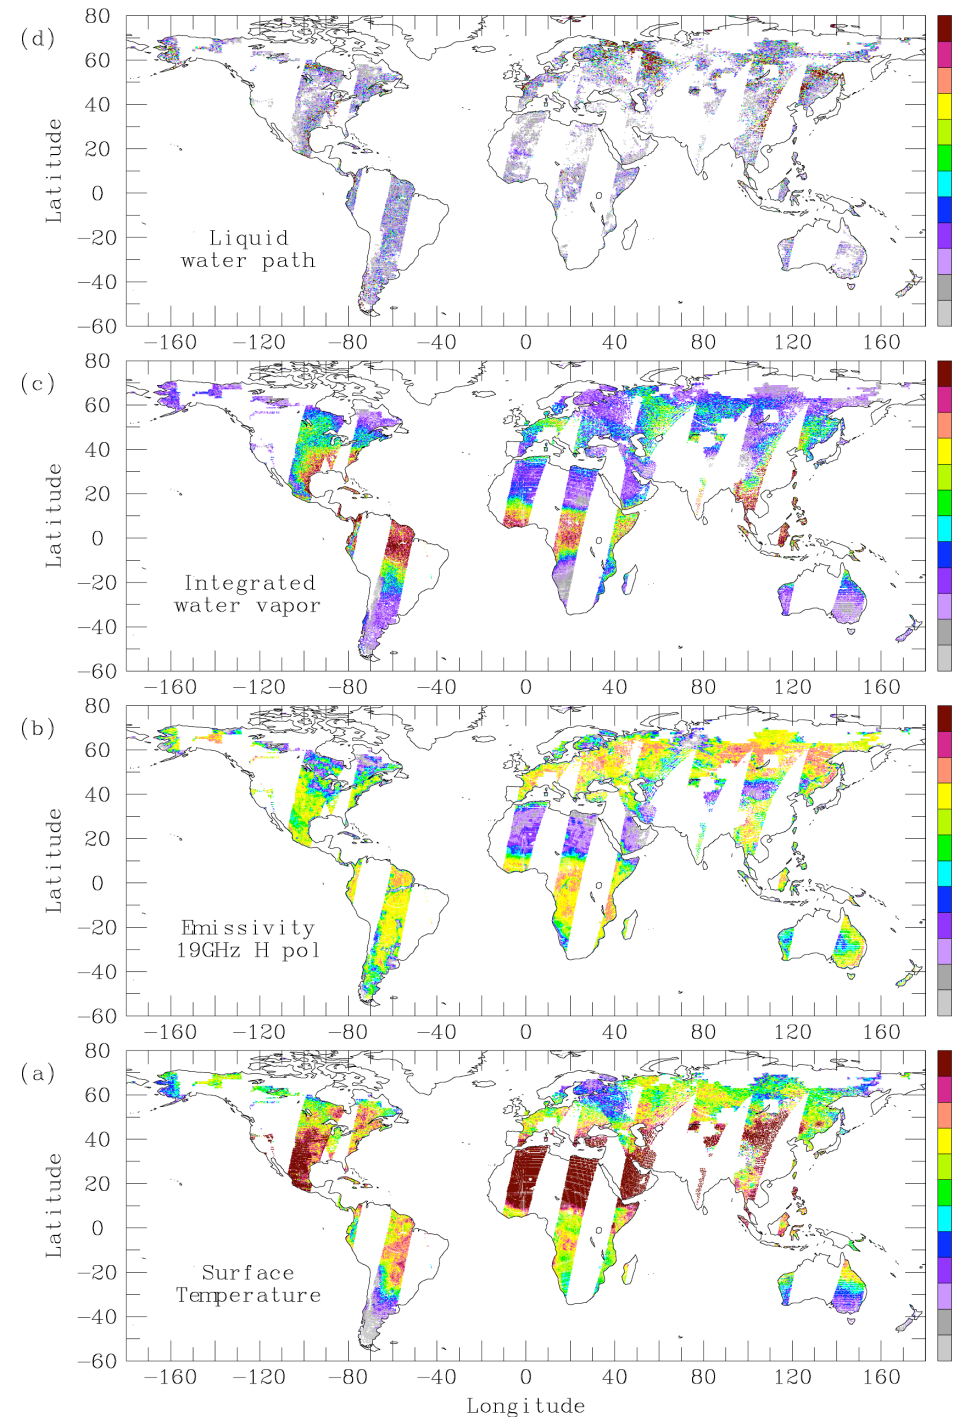 (d)
80
60
40
20
0
−20
−40
−60
Latitude
Liquid
water path
−160 −120 −80 −40 0 40 80 120 160
(c)
80
60
40
20
0
−20
−40
−60
Latitude
Integrated
water vapor
−160 −120 −80 −40 0 40 80 120 160
(b)
80
60
40
20
0
−20
−40
−60
Latitude
Emissivity
19GHz H pol
−160 −120 −80 −40 0 40 80 120 160
(a)
80
60
40
20
0
−20
−40
−60
Latitude
Surface
Temperature
−160 −120 −80 −40 0 40 80 120 160
Longitude